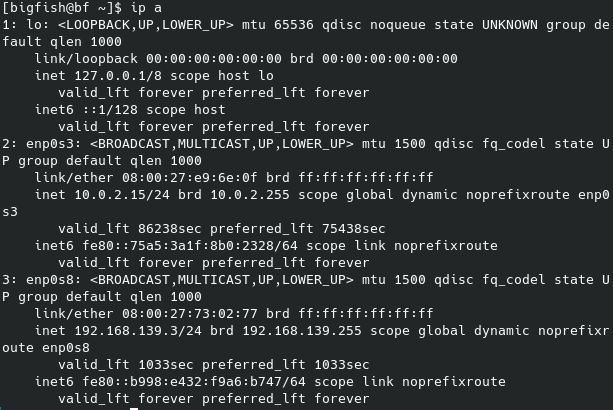 [bigfish@bf ~]$ ip a
1: lo: <LOOPBACK,UP,LOWER_UP> mtu 65536 qdisc noqueue state UNKNOWN group de
fault qlen 1000
    link/loopback 00:00:00:00:00:00 brd 00:00:00:00:00:00
    inet 127.0.0.1/8 scope host lo
       valid_lft forever preferred_lft forever
    inet6 ::1/128 scope host
       valid_lft forever preferred_lft forever
2: enp0s3: <BROADCAST,MULTICAST,UP,LOWER_UP> mtu 1500 qdisc fq_codel state U
P group default qlen 1000
    link/ether 08:00:27:e9:6e:0f brd ff:ff:ff:ff:ff:ff
    inet 10.0.2.15/24 brd 10.0.2.255 scope global dynamic noprefixroute enp0
s3
       valid_lft 86238sec preferred_lft 75438sec
    inet6 fe80::75a5:3a1f:8b0:2328/64 scope link noprefixroute
       valid_lft forever preferred_lft forever
3: enp0s8: <BROADCAST,MULTICAST,UP,LOWER_UP> mtu 1500 qdisc fq_codel state U
P group default qlen 1000
    link/ether 08:00:27:73:02:77 brd ff:ff:ff:ff:ff:ff
    inet 192.168.139.3/24 brd 192.168.139.255 scope global dynamic noprefixr
oute enp0s8
       valid_lft 1033sec preferred_lft 1033sec
    inet6 fe80::b998:e432:f9a6:b747/64 scope link noprefixroute
       valid_lft forever preferred_lft forever